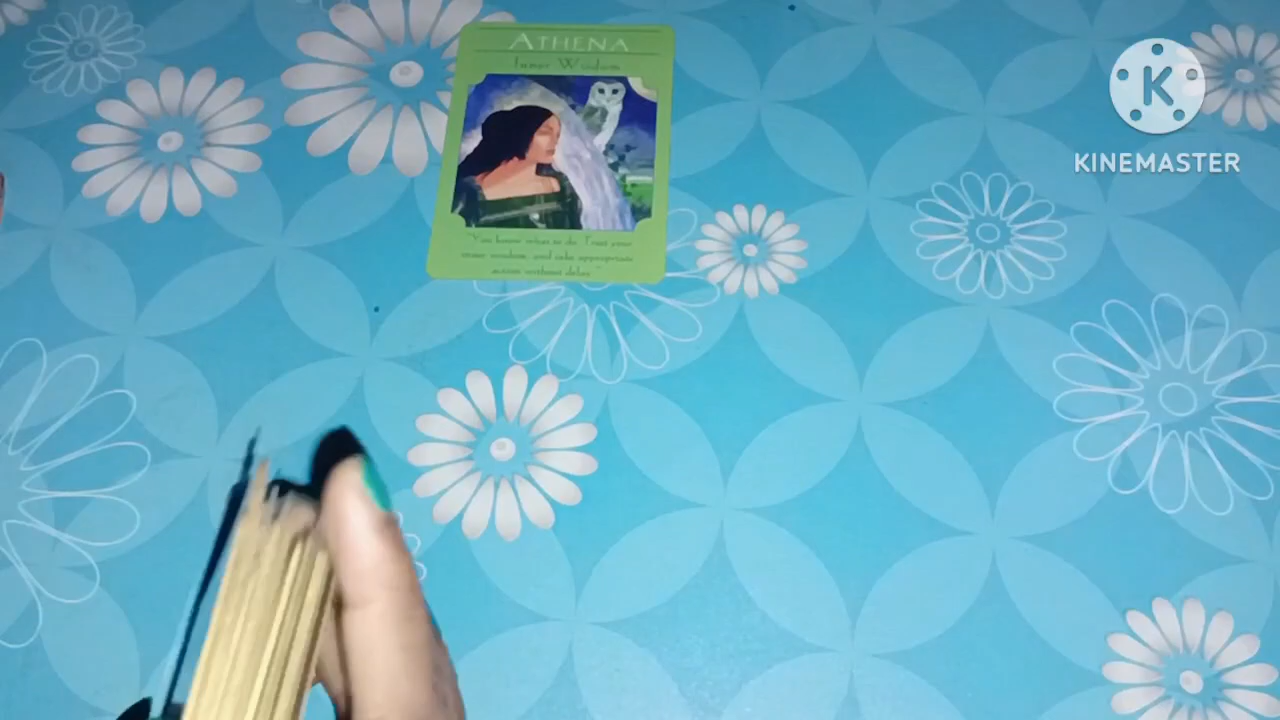 ATHENA
Inner Wisdom
"You know what to do. Trust your
inner wisdom, and take appropriate
action without delay."
K
KINEMASTER